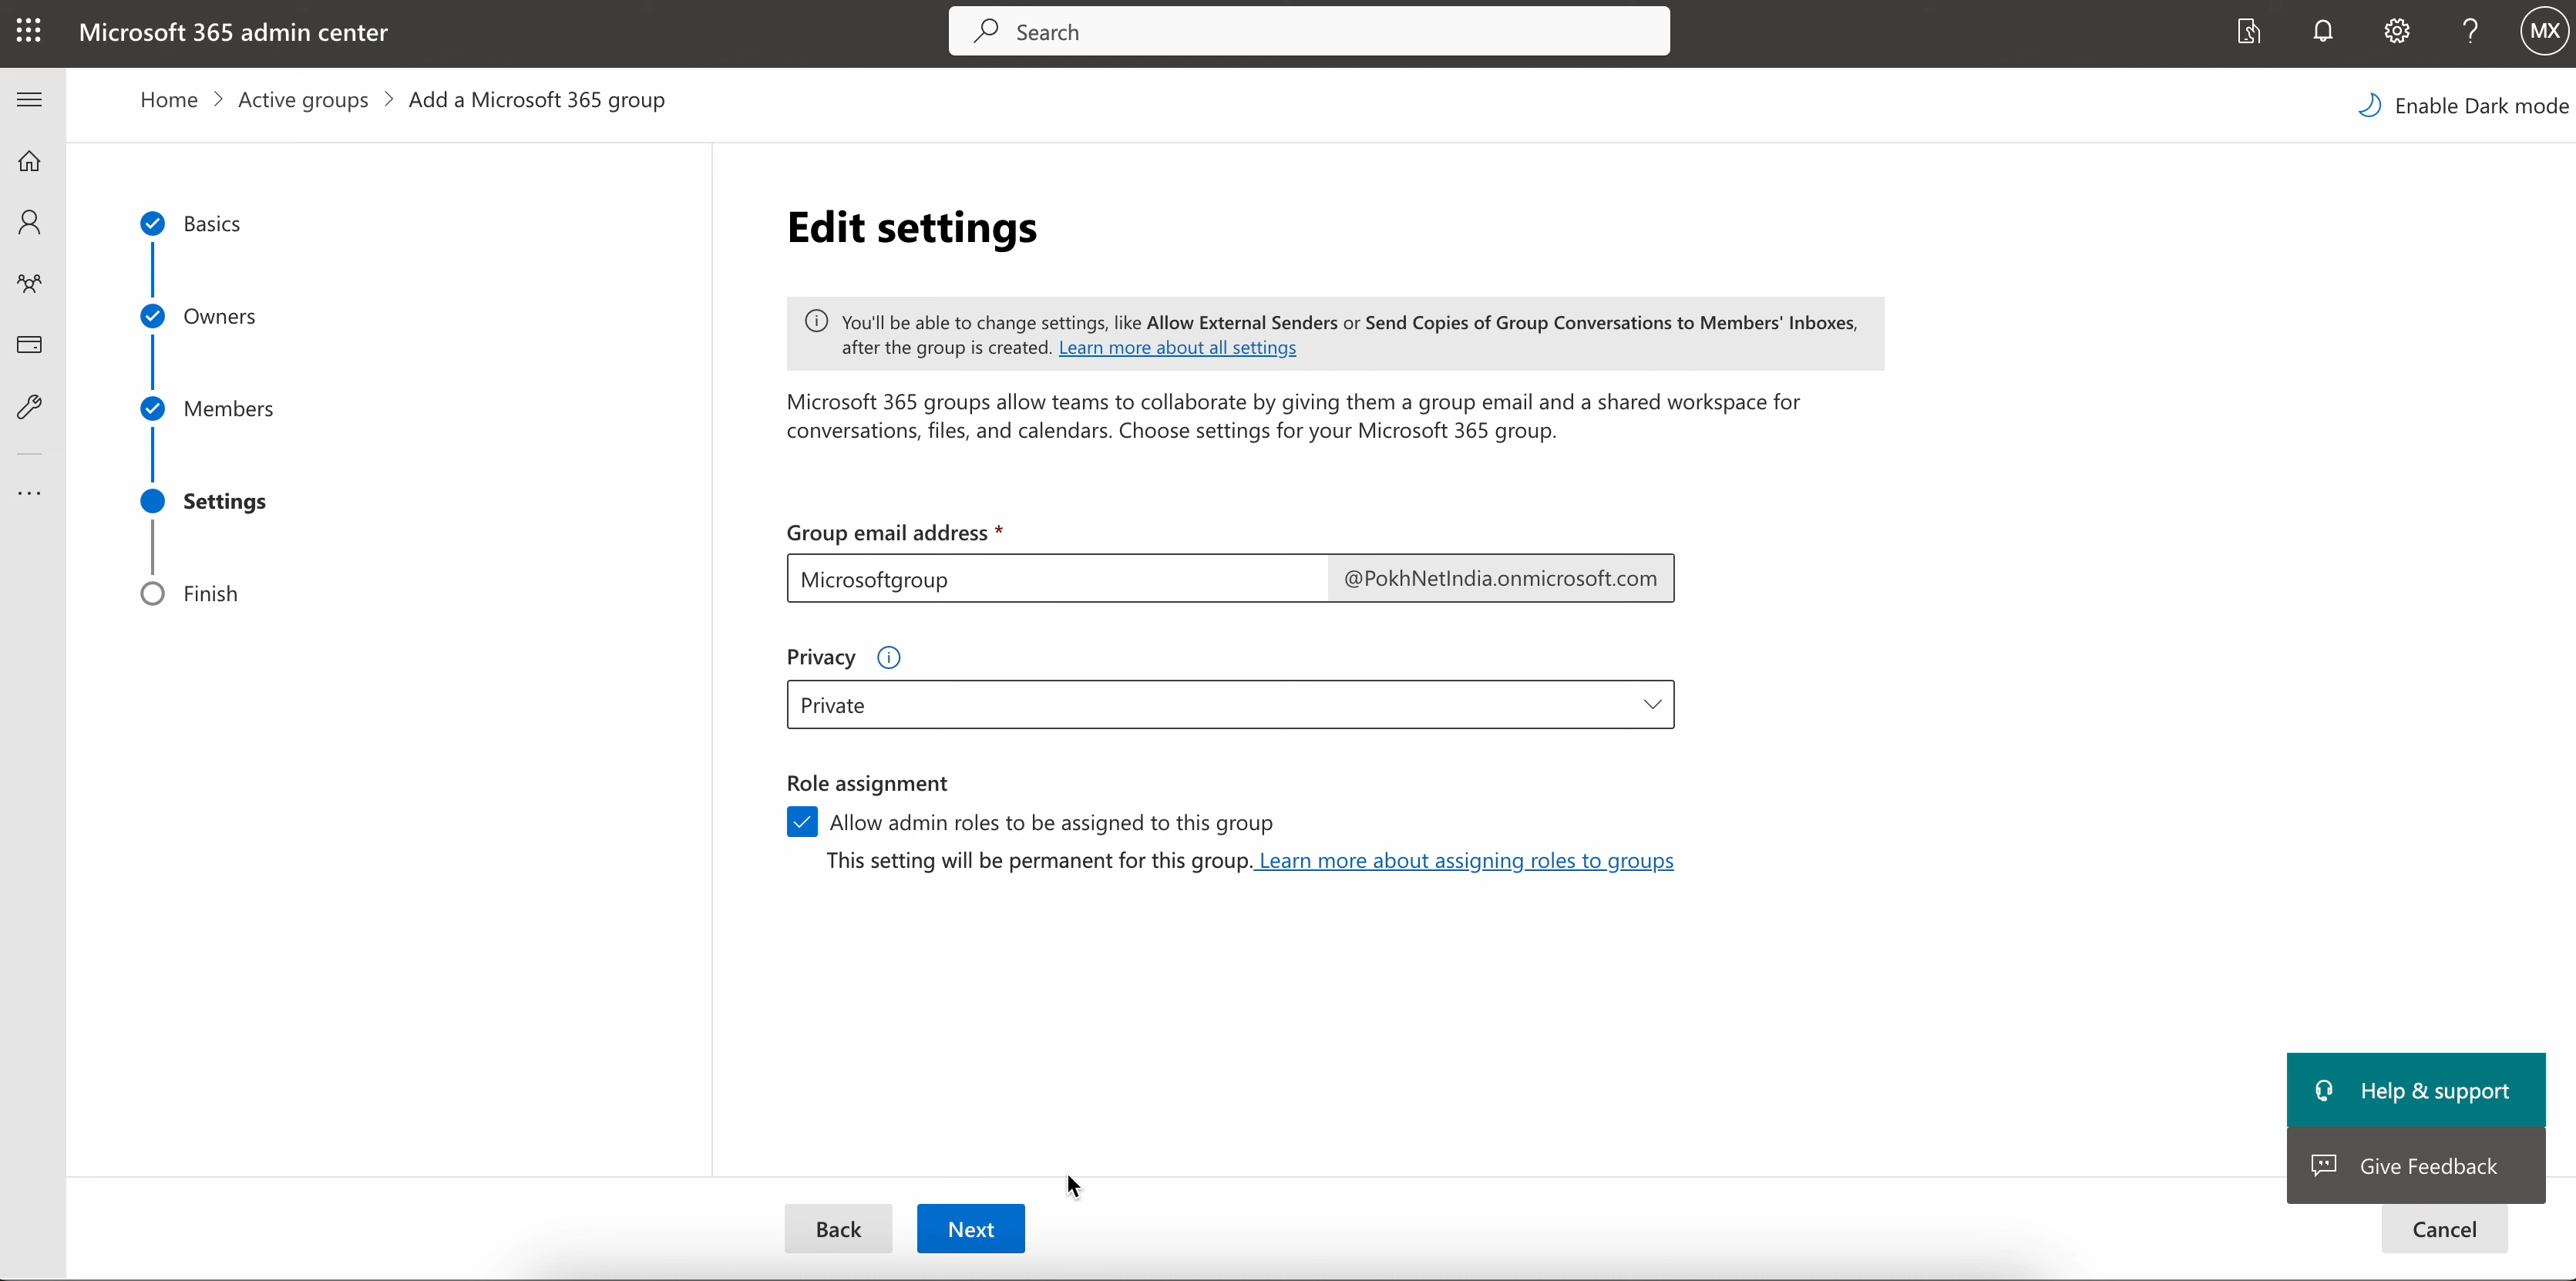 Microsoft 365 admin center
Search
MX
Home > Active groups > Add a Microsoft 365 group
Enable Dark mode
Basics
Owners
Members
Settings
Finish
Edit settings
You'll be able to change settings, like Allow External Senders or Send Copies of Group Conversations to Members' Inboxes,
after the group is created. Learn more about all settings
Microsoft 365 groups allow teams to collaborate by giving them a group email and a shared workspace for
conversations, files, and calendars. Choose settings for your Microsoft 365 group.
Group email address *
Microsoftgroup @PokhNetIndia.onmicrosoft.com
Privacy
Private
Role assignment
Allow admin roles to be assigned to this group
This setting will be permanent for this group. Learn more about assigning roles to groups
Help & support
Give Feedback
Back
Next
Cancel